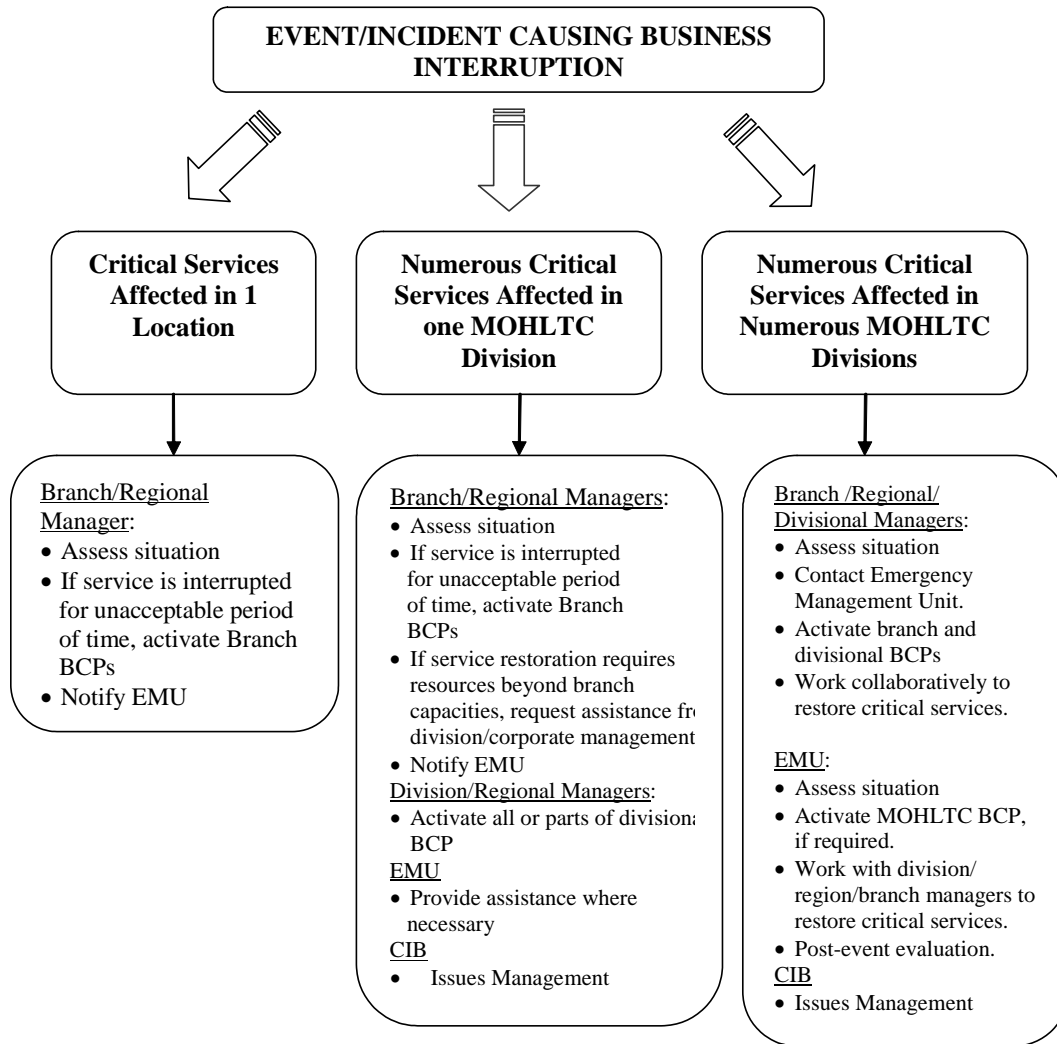 EVENT/INCIDENT CAUSING BUSINESS
INTERRUPTION
Critical Services
Affected in 1
Location
Numerous Critical
Services Affected in
one MOHLTC
Division
Numerous Critical
Services Affected in
Numerous MOHLTC
Divisions
Branch/Regional
Manager:
• Assess situation
• If service is interrupted
for unacceptable period
of time, activate Branch
BCPs
• Notify EMU
Branch/Regional Managers:
• Assess situation
• If service is interrupted
for unacceptable period
of time, activate Branch
BCPs
• If service restoration requires
resources beyond branch
capacities, request assistance fro
division/corporate management
• Notify EMU
Division/Regional Managers:
• Activate all or parts of divisiona
BCP
EMU
• Provide assistance where
necessary
CIB
• Issues Management
Branch /Regional/
Divisional Managers:
• Assess situation
• Contact Emergency
Management Unit.
• Activate branch and
divisional BCPs
• Work collaboratively to
restore critical services.
EMU:
• Assess situation
• Activate MOHLTC BCP,
if required.
• Work with division/
region/branch managers to
restore critical services.
• Post-event evaluation.
CIB
• Issues Management